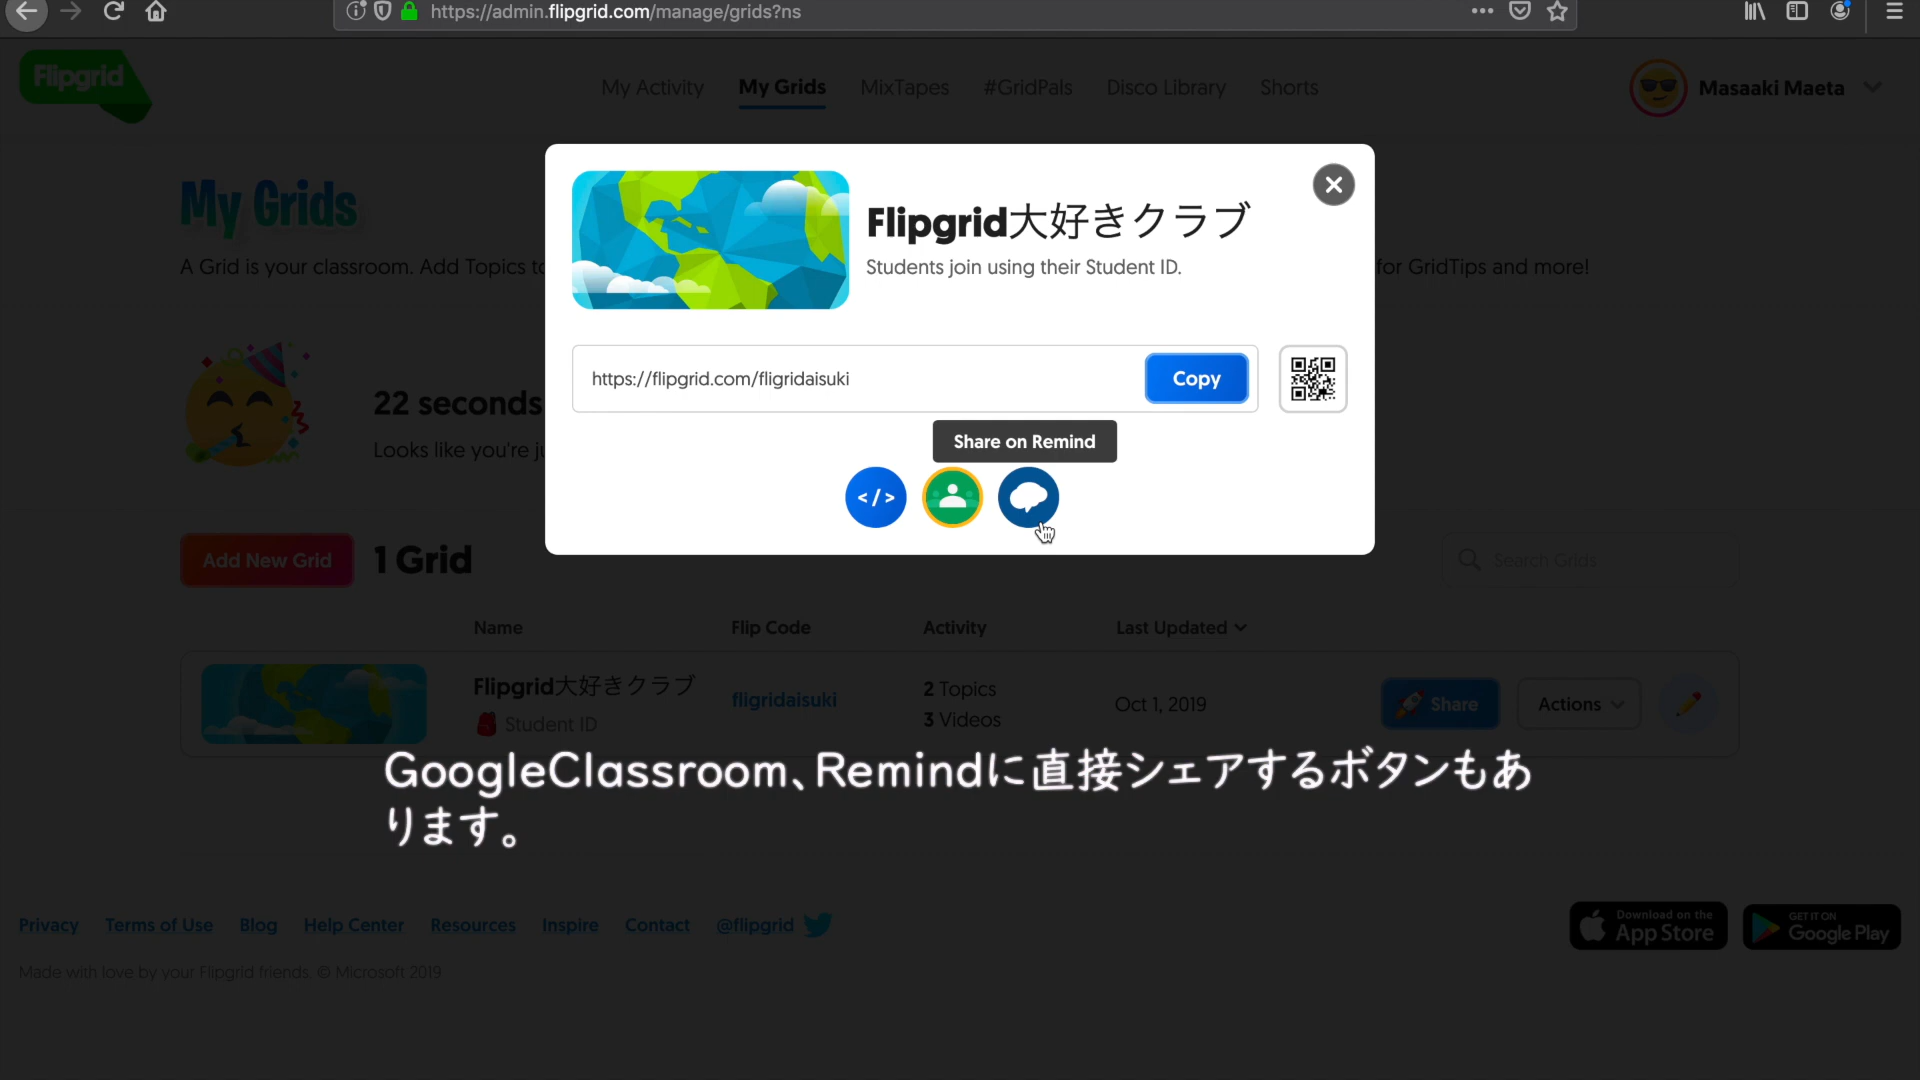 https://admin.flipgrid.com/manage/grids?ns
Flipgrid
My Activity
My Grids
MixTapes
#GridPals
Disco Library
Shorts
Masaaki Maeta
My Grids
A Grid is your classroom. Add Topics to
for GridTips and more!
Flipgrid大好きクラブ
Students join using their Student ID.
https://flipgrid.com/fligridaisuki
Copy
Share on Remind
</>
22 seconds
Looks like you're
Add New Grid
1 Grid
Search Grids
Name
Flip Code
Activity
Last Updated
Flipgrid大好きクラブ
Student ID
fligridaisuki
2 Topics
3 Videos
Oct 1, 2019
Share
Actions
GoogleClassroom、Remindに直接シェアするボタンもあ
ります。
Privacy
Terms of Use
Blog
Help Center
Resources
Inspire
Contact
@flipgrid
Download on the
App Store
GET IT ON
Google Play
Made with love by your Flipgrid friends. © Microsoft 2019